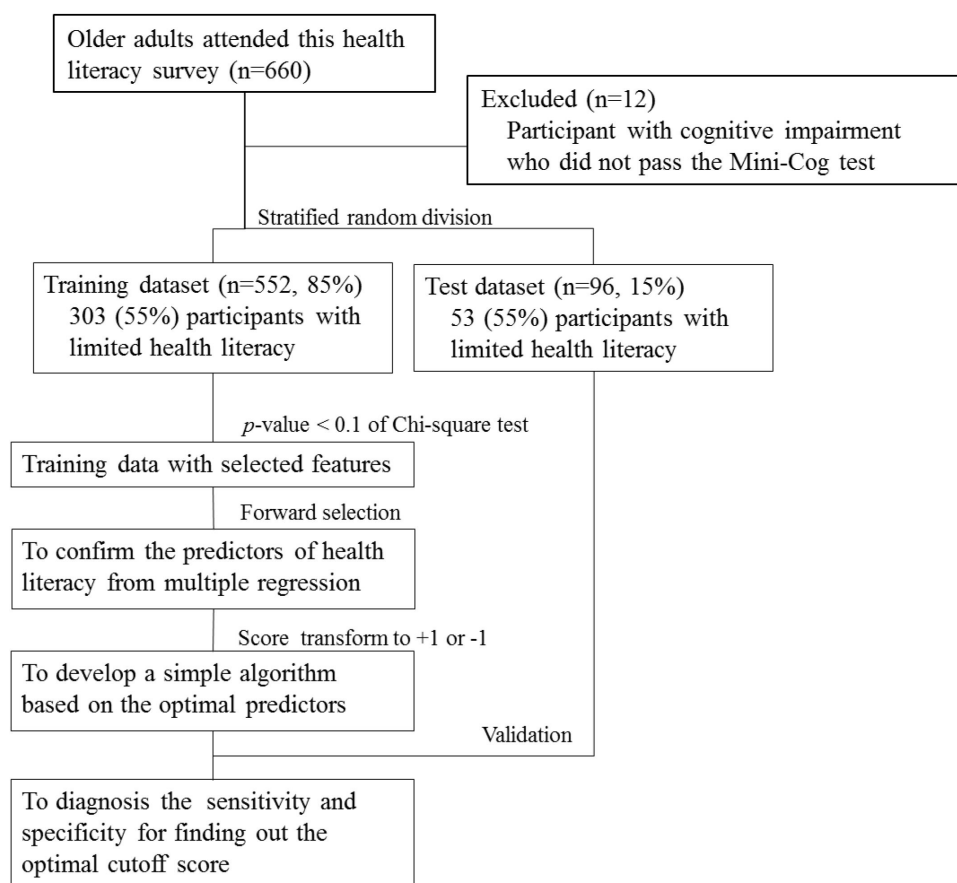 Older adults attended this health
literacy survey (n=660)
Excluded (n=12)
Participant with cognitive impairment
who did not pass the Mini-Cog test
Stratified random division
Training dataset (n=552, 85%)
303 (55%) participants with
limited health literacy
Test dataset (n=96, 15%)
53 (55%) participants with
limited health literacy
p-value < 0.1 of Chi-square test
Training data with selected features
Forward selection
To confirm the predictors of health
literacy from multiple regression
Score transform to +1 or -1
To develop a simple algorithm
based on the optimal predictors
Validation
To diagnosis the sensitivity and
specificity for finding out the
optimal cutoff score